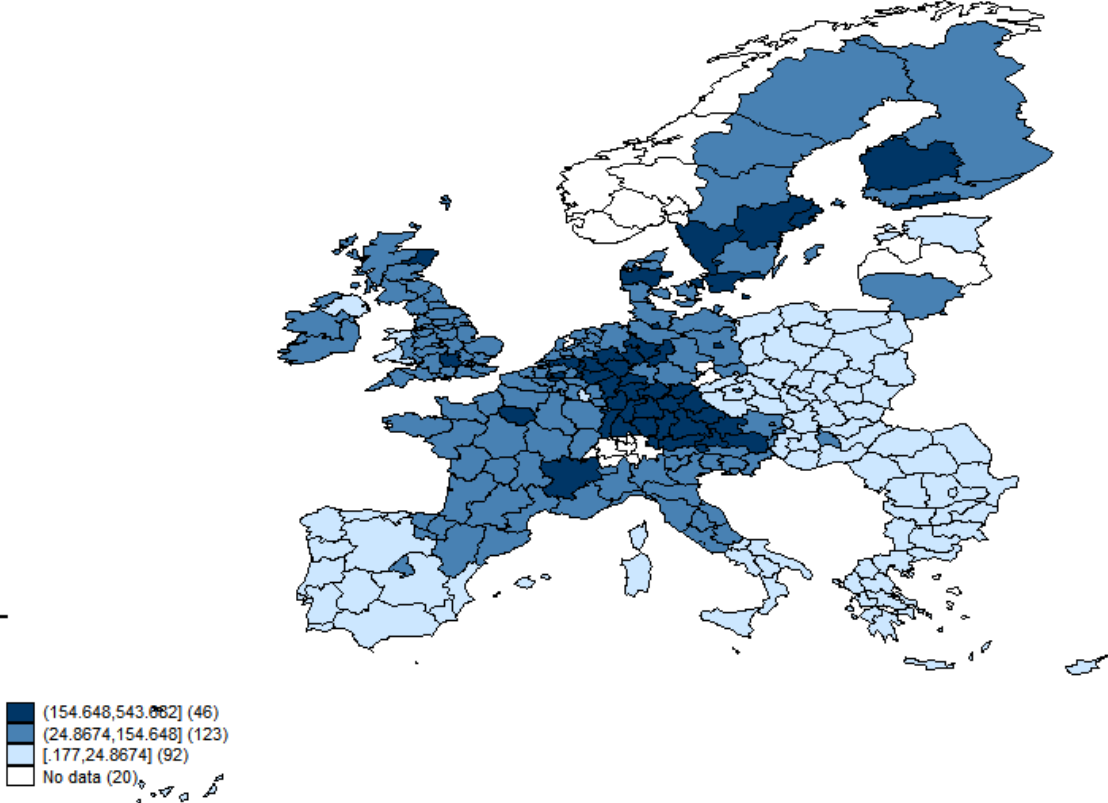 (154.648,543.682] (46)
(24.8674,154.648] (123)
[.177,24.8674] (92)
No data (20)